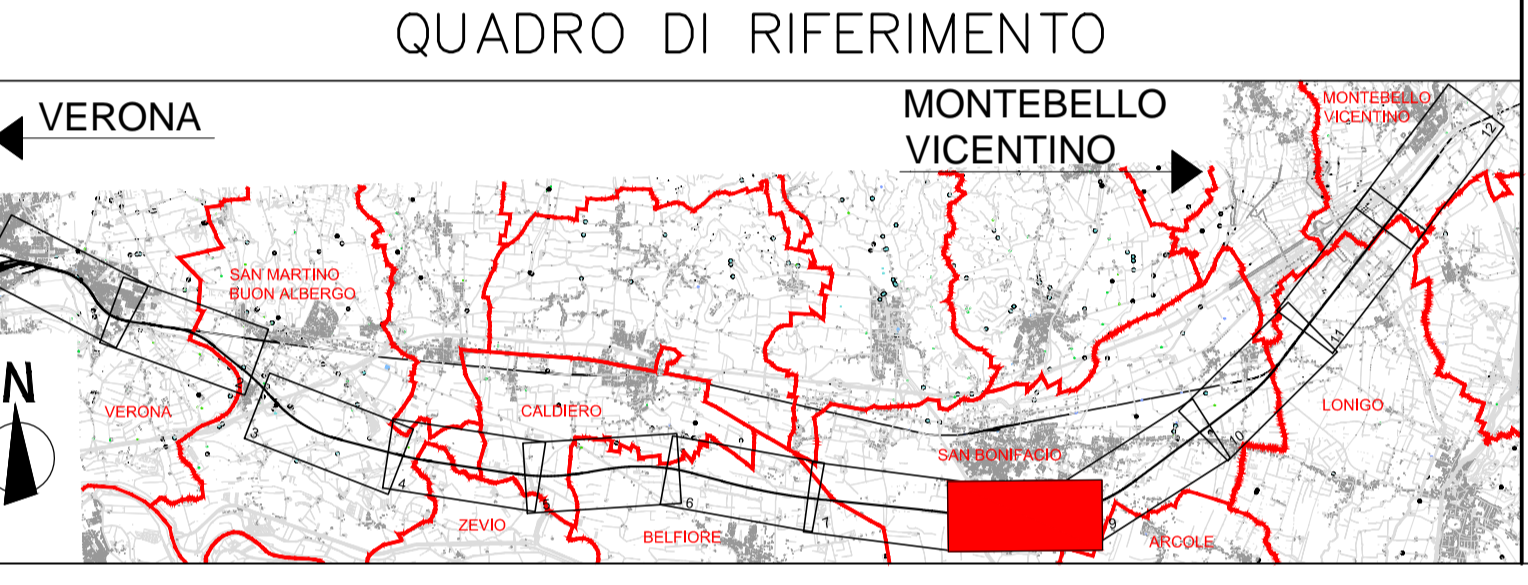 QUADRO DI RIFERIMENTO
VERONA
MONTEBELLO
VICENTINO
MONTEBELLO
VICENTINO
12
SAN MARTINO
BUON ALBERGO
N
VERONA
CALDIERO
LONIGO
11
3
10
SAN BONIFACIO
4
5
6
7
9
ZEVIO
BELFIORE
ARCOLE